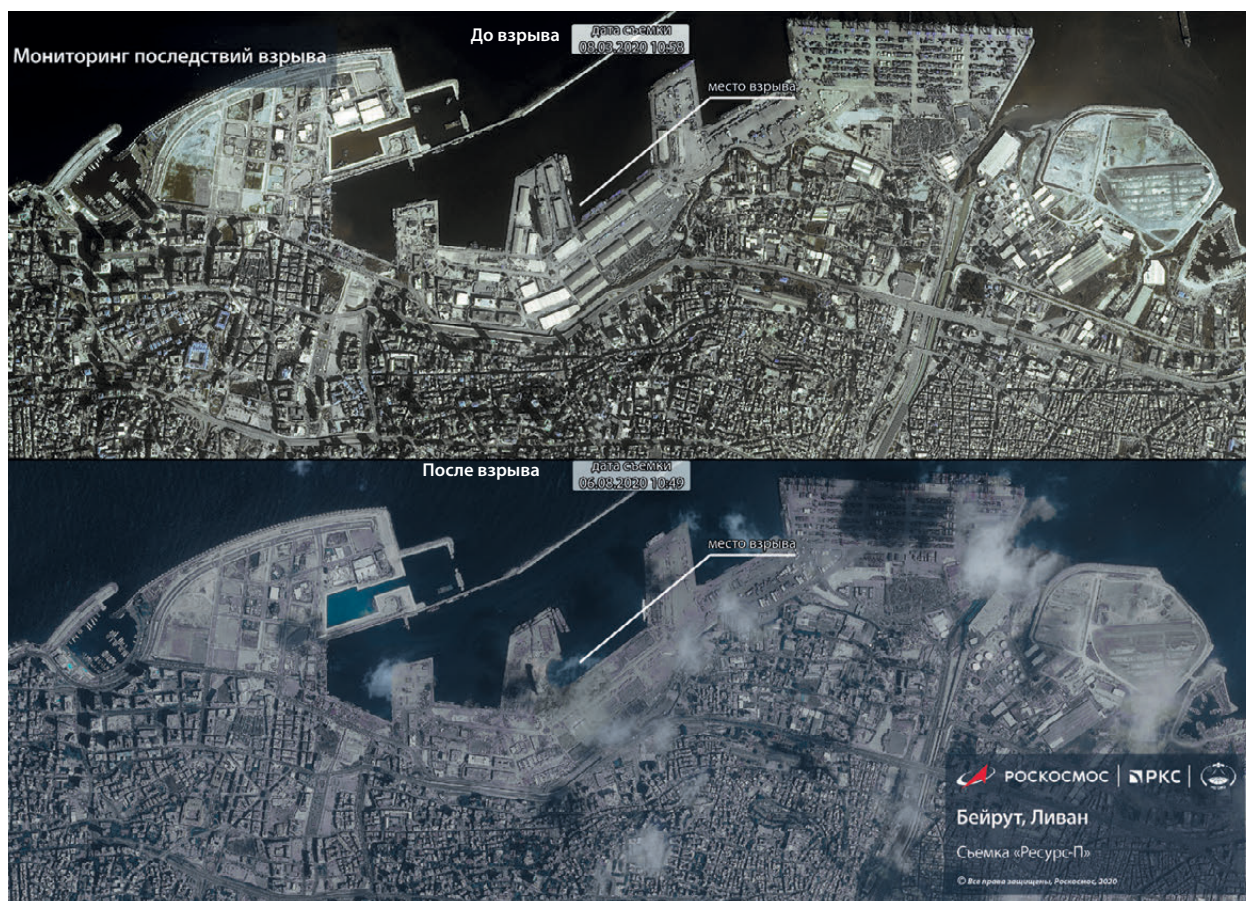 До взрыва
дата съемки
08.03.2020 10:58
Мониторинг последствий взрыва
место взрыва
После взрыва
дата съемки
06.08.2020 10:49
место взрыва
РОСКОСМОС | РКС |
Бейрут, Ливан
Съемка «Ресурс-П»
© Все права защищены, Роскосмос, 2020